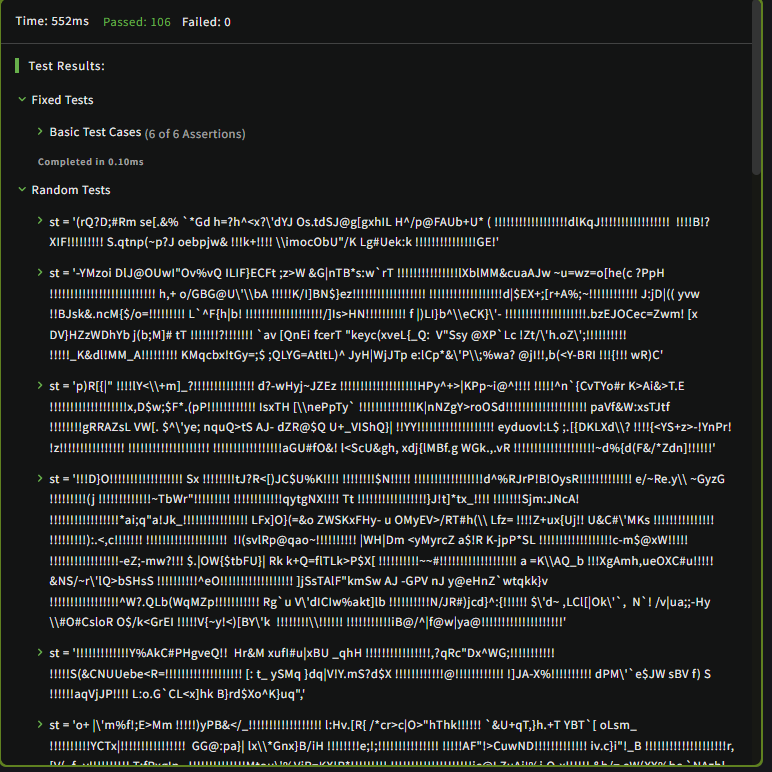 Time: 552ms Passed: 106 Failed: 0
Test Results:
Fixed Tests
Basic Test Cases (6 of 6 Assertions)
Completed in 0.10ms
Random Tests
st = '(rQ?D;#Rm se[.&% `*Gd h=?h^<x?\'dYJ Os.tdSJ@g[gxhIL H^/p@FAUb+U* ( !!!!!!!!!!!!!!!!!!dlKqJ!!!!!!!!!!!!!!!!! !!!!B!?
XIF!!!!!!!!! S.qtnp(~p?J oebpjw& !!!k+!!!! \\imocObU"/K Lg#Uek:k !!!!!!!!!!!!!!!GE!'
st = '-YMzoi DlJ@OUwI"Ov%vQ ILIF}ECFt ;z>W &G|nTB*s:w`rT !!!!!!!!!!!!!!!lXblMM&cuaAJw ~u=wz=o[he(c ?PpH
!!!!!!!!!!!!!!!!!!!!!!!!!! h,+ o/GBG@U\'\\bA !!!!!K/I]BN$}ez!!!!!!!!!!!!!!!!!! !!!!!!!!!!!!!!!!!!d|$EX+;[r+A%;~!!!!!!!!!!! J:jD|(( yvw
!!BJsk&.ncM{$/o=!!!!!!!!! L`^F{h|b! !!!!!!!!!!!!!!!!!!!/]Is>HN!!!!!!!!!! f |)LI}b^\\eCK}\'- !!!!!!!!!!!!!!!!!.bzEJOCec=Zwm! [x
DV}HZzWDhYb j(b;M]# tT !!!!!!!?!!!!!!! `av [QnEi fcerT "keyc(xveL{_Q: V"Ssy @XP`Lc !Zt/\'h.oZ\';!!!!!!!!!!
!!!!!_K&dl!MM_A!!!!!!!!! KMqcbx!tGy=;$ ;QLYG=AtltL)^ JyH|WjJTp e:lCp*&\'P\\;%wa? @jI!!,b(<Y-BRI !!!{!!! wR)C'
st = 'p)R[{|" !!!!lY<\\+m]_?!!!!!!!!!!!!!!! d?-wHyj~JZEz !!!!!!!!!!!!!!!!!!!HPy^+>|KPp~i@^!!!! !!!!!^n`{CvTYo#r K>Ai&>T.E
!!!!!!!!!!!!!!!!!!!x,D$w;$F*.(pP!!!!!!!!!!!! IsxTH [\\nePpTy` !!!!!!!!!!!!!!K|nNZgY>roOSd!!!!!!!!!!!!!!!!!!!! paVf&W:xsTJtf
!!!!!!!!gRRAZsL VW[. $^\'ye; nquQ>tS AJ- dZR@$Q U+_VIShQ}| !!YY!!!!!!!!!!!!!!!!!!! eyduovl:L$ ;.[{DKLXd\\? !!!!{<YS+z>-!YnPr!
!z!!!!!!!!!!!!!!!! !!!!!!!!!!!!!!!!!!!! !!!!!!!!!!!!!!!!!aGU#fO&! l<ScU&gh, xdj{!MBf.g WGk.,.vR !!!!!!!!!!!!!!!!!!!!~d%{d(F&/*Zdn]!!!!!!'
st = '!!!D}O!!!!!!!!!!!!!!!!!! Sx !!!!!!!!tJ?R<[)JC$U%K!!!! !!!!!!!!$N!!!!! !!!!!!!!!!!!!!!!!!!d^%RJrP!B!OysR!!!!!!!!!!!!! e/~Re.y\\ ~GyzG
!!!!!!!!!(j !!!!!!!!!!!!!~TbWr"!!!!!!!!! !!!!!!!!!!!!!qytgNX!!!! Tt !!!!!!!!!!!!!!!!!}J!t]*tx_!!!! !!!!!!!Sjm:JNcA!
!!!!!!!!!!!!!!!!!*ai;q"a!Jk_!!!!!!!!!!!!!!!! LFx]O}(=&o ZWSKxFHy- u OMyEV>/RT#h(\\ Lfz= !!!!Z+ux{Uj!! U&C#\'MKs !!!!!!!!!!!!!!!
!!!!!!!!!):.<,c!!!!!!! !!!!!!!!!!!!!!!!!!!! !I(svlRp@qao~!!!!!!!!!! |WH|Dm <yMyrcZ a$!R K-jpP*SL !!!!!!!!!!!!!!!!!!c-m$@xW!!!!!
!!!!!!!!!!!!!!!!!-eZ;-mw?!!! $.|OW{$tbFU}| Rk k+Q=flTLk>P$X[ !!!!!!!!!!~~#!!!!!!!!!!!!!!!!!!! a =K\\AQ_b !!!XgAmh,ueOXC#u!!!!!
&NS/~r\'lQ>bSHsS !!!!!!!!!!^eO!!!!!!!!!!!!!!!!!! ]jSsTAlF"kmSw AJ -GPV nJ y@eHnZ`wtqkk}v
!!!!!!!!!!!!!!!!!^W?.QLb(WqMZp!!!!!!!!!!! Rg`u V\'dICIw%akt]lb !!!!!!!!!!N/JR#)jcd}^:{!!!!!! $\'d~ ,LCl[|Ok\'`, N`! /v|ua;;-Hy
\\#O#CsloR O$/k<GrEI !!!!!V{~y!<)[BY\'k !!!!!!!!\\!!!!!! !!!!!!!!!!!!iB@/^|f@w|ya@!!!!!!!!!!!!!!!!!!!!'
st = '!!!!!!!!!!!!!Y%AkC#PHgveQ!! Hr&M xuf!#u|xBU _qhH !!!!!!!!!!!!!!!!,?qRc"Dx^WG;!!!!!!!!!!!
!!!!!S(&CNUUebe<R=!!!!!!!!!!!!!!!!!!! [: t_ ySMq }dq|V!Y.mS?d$X !!!!!!!!!!!!@!!!!!!!!!!!! !]JA-X%!!!!!!!!!! dPM\'`e$JW sBV f) S
!!!!!!aqVjJP!!!! L:o.G`CL<x]hk B}rd$Xo^K}uq",'
st = 'o+ |\'m%f!;E>Mm !!!!!)yPB&</_!!!!!!!!!!!!!!!!!! l:Hv.[R{ /*cr>c|O>"hThk!!!!!! `&U+qT,}h.+T YBT`[ oLsm_
!!!!!!!!!!YCTx|!!!!!!!!!!!!!!!! GG@:pa}| lx\\*Gnx}B/iH !!!!!!!!e;!;!!!!!!!!!!!!!!! !!!!!AF"!>CuwND!!!!!!!!!!!! iv.c}i"!_B !!!!!!!!!!!!!!!!r,